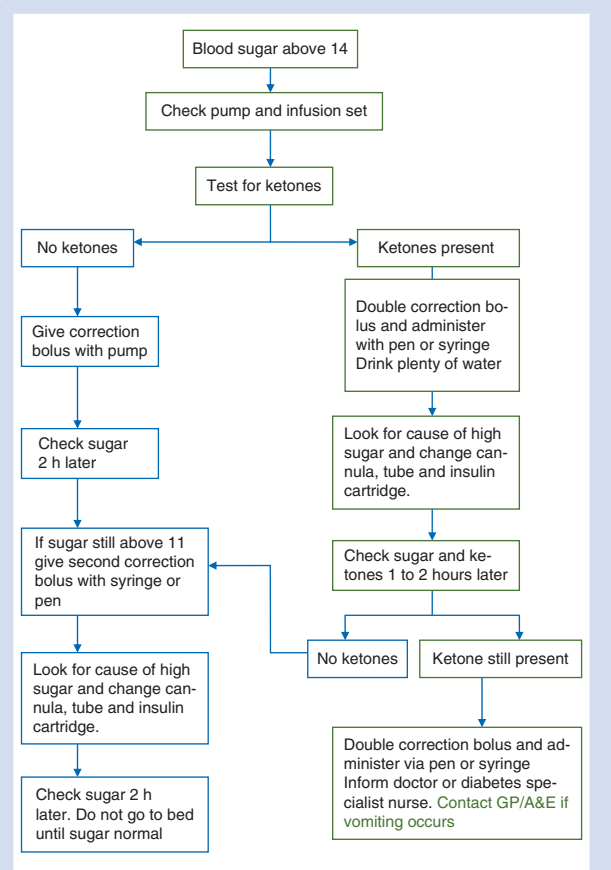 Blood sugar above 14
Check pump and infusion set
Test for ketones
No ketones
Give correction
bolus with pump
Check sugar
2 h later
If sugar still above 11
give second correction
bolus with syringe or
pen
Look for cause of high
sugar and change can-
nula, tube and insulin
cartridge.
Check sugar 2 h
later. Do not go to bed
until sugar normal
Ketones present
Double correction bo-
lus and administer
with pen or syringe
Drink plenty of water
Look for cause of high
sugar and change can-
nula, tube and insulin
cartridge.
Check sugar and ke-
tones 1 to 2 hours later
No ketones
Ketone still present
Double correction bolus and ad-
minister via pen or syringe
Inform doctor or diabetes spe-
cialist nurse. Contact GP/A&E if
vomiting occurs